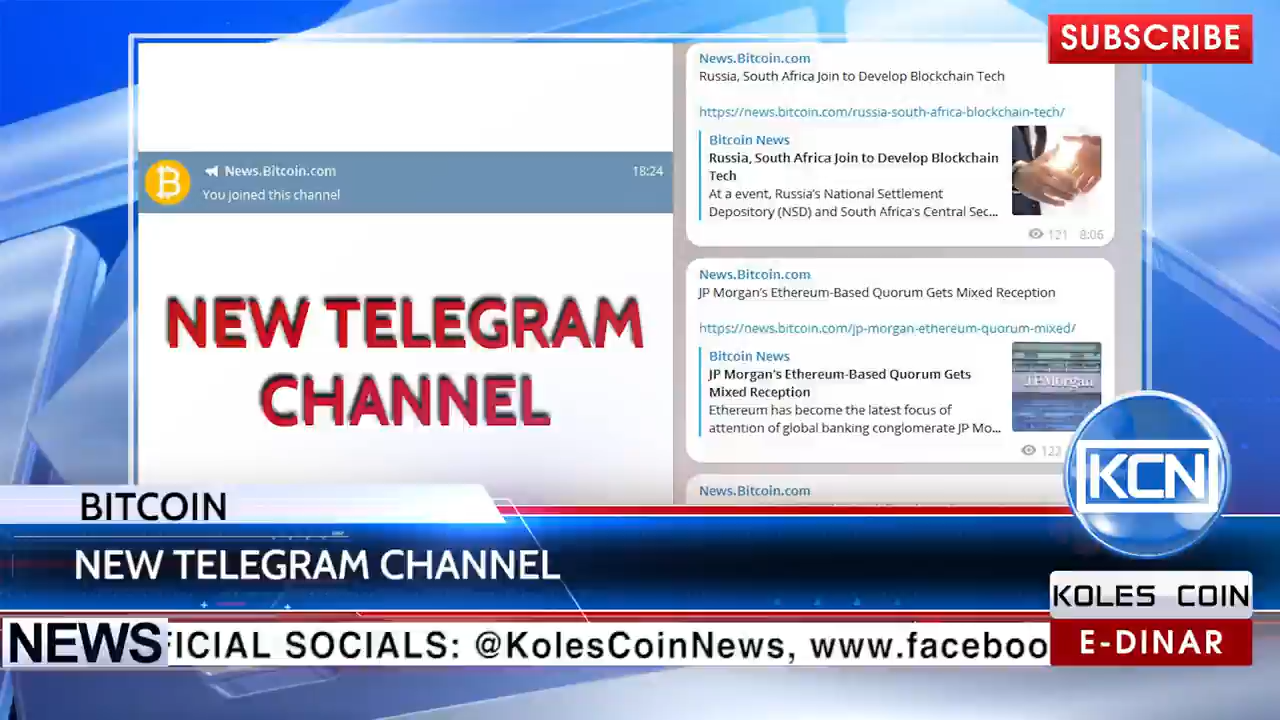 SUBSCRIBE
News.Bitcoin.com
You joined this channel
18:24
NEW TELEGRAM
CHANNEL
News.Bitcoin.com
Russia, South Africa Join to Develop Blockchain Tech
https://news.bitcoin.com/russia-south-africa-blockchain-tech/
Bitcoin News
Russia, South Africa Join to Develop Blockchain
Tech
At a event, Russia's National Settlement
Depository (NSD) and South Africa's Central Sec...
121 8:06
News.Bitcoin.com
JP Morgan's Ethereum-Based Quorum Gets Mixed Reception
https://news.bitcoin.com/jp-morgan-ethereum-quorum-mixed/
Bitcoin News
JP Morgan's Ethereum-Based Quorum Gets
Mixed Reception
Ethereum has become the latest focus of
attention of global banking conglomerate JP Mo...
J.P.Morgan
122
News.Bitcoin.com
KCN
BITCOIN
NEW TELEGRAM CHANNEL
KOLES COIN
E-DINAR
NEWS
FICIAL SOCIALS: @KolesCoinNews, www.faceboo